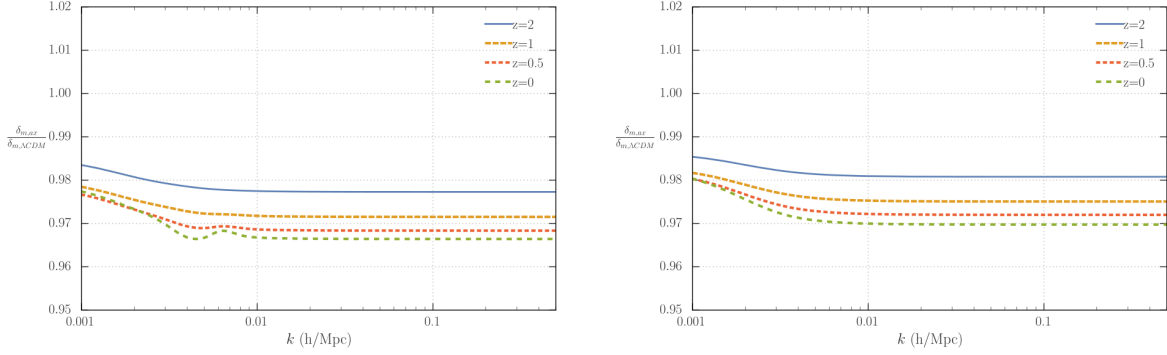 1.02
1.01
1.00
0.99
0.98
0.97
0.96
0.95
δm,ax
δm,ΛCDM
0.001
0.01
0.1
k (h/Mpc)
z=2
z=1
z=0.5
z=0
1.02
1.01
1.00
0.99
0.98
0.97
0.96
0.95
δm,ax
δm,ΛCDM
0.001
0.01
0.1
k (h/Mpc)
z=2
z=1
z=0.5
z=0